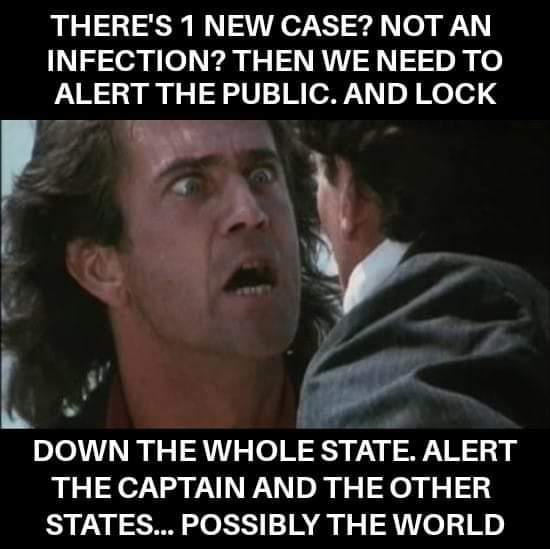 THERE'S 1 NEW CASE? NOT AN
INFECTION? THEN WE NEED TO
ALERT THE PUBLIC. AND LOCK
DOWN THE WHOLE STATE. ALERT
THE CAPTAIN AND THE OTHER
STATES... POSSIBLY THE WORLD